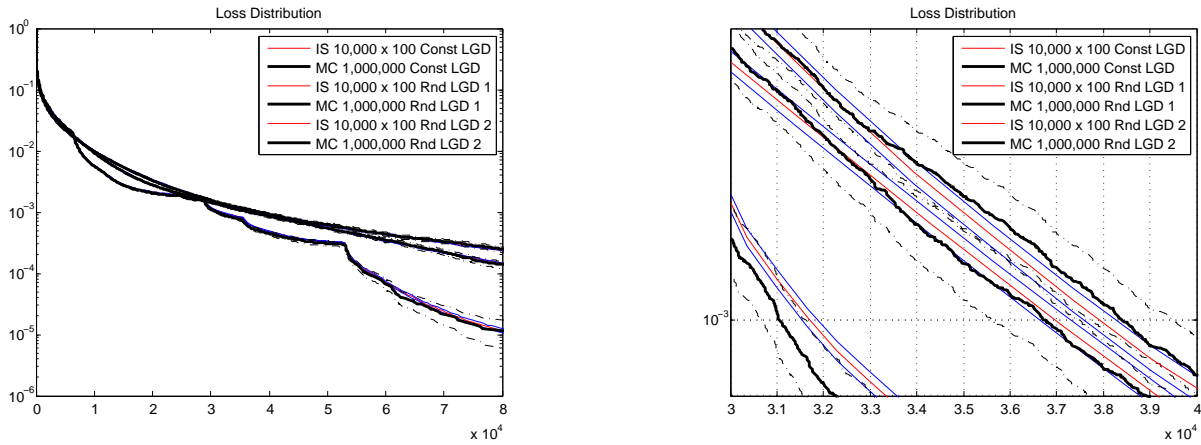 Loss Distribution
10^0
10^-1
10^-2
10^-3
10^-4
10^-5
10^-6
IS 10,000 x 100 Const LGD
MC 1,000,000 Const LGD
IS 10,000 x 100 Rnd LGD 1
MC 1,000,000 Rnd LGD 1
IS 10,000 x 100 Rnd LGD 2
MC 1,000,000 Rnd LGD 2
0 1 2 3 4 5 6 7 8
x 10^4
Loss Distribution
10^-3
IS 10,000 x 100 Const LGD
MC 1,000,000 Const LGD
IS 10,000 x 100 Rnd LGD 1
MC 1,000,000 Rnd LGD 1
IS 10,000 x 100 Rnd LGD 2
MC 1,000,000 Rnd LGD 2
3 3.1 3.2 3.3 3.4 3.5 3.6 3.7 3.8 3.9 4
x 10^4